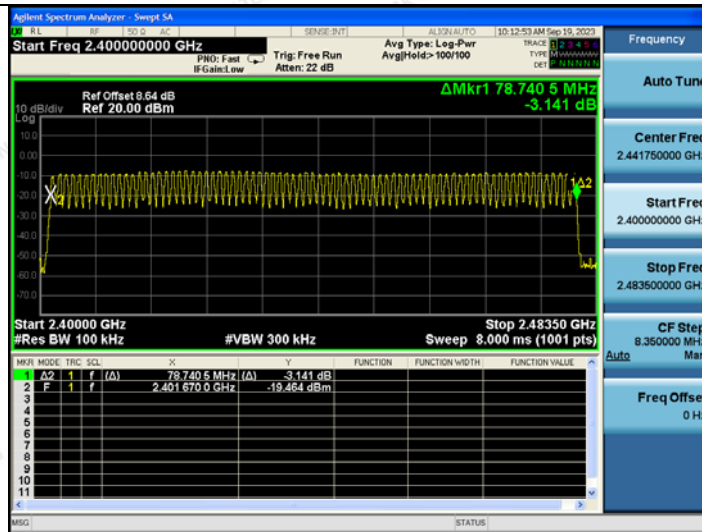 Agilent Spectrum Analyzer - Swept SA
RL RF 50 Ω AC SENSE:INT ALIGNAUTO 10:12:53 AM Sep 19, 2023
Start Freq 2.400000000 GHz
PNO: Fast
IFGain:Low
Trig: Free Run
Atten: 22 dB
Avg Type: Log-Pwr
Avg|Hold:> 100/100
TRACE 1 2 3 4 5 6
TYPE M
DET P N N N N N
Ref Offset 8.64 dB
Ref 20.00 dBm
10 dB/div
Log
ΔMkr1 78.740 5 MHz
-3.141 dB
10.0
0.00
-10.0
-20.0
-30.0
-40.0
-50.0
-60.0
-70.0
2
1Δ2
Start 2.40000 GHz
Stop 2.48350 GHz
#Res BW 100 kHz #VBW 300 kHz Sweep 8.000 ms (1001 pts)
MKR MODE TRC SCL X Y FUNCTION FUNCTION WIDTH FUNCTION VALUE
1 Δ2 1 f (Δ) 78.740 5 MHz (Δ) -3.141 dB
2 F 1 f 2.401 670 0 GHz -19.464 dBm
3
4
5
6
7
8
9
10
11
MSG STATUS
Frequency
Auto Tune
Center Freq
2.441750000 GHz
Start Freq
2.400000000 GHz
Stop Freq
2.483500000 GHz
CF Step
8.350000 MHz
Auto Man
Freq Offset
0 Hz